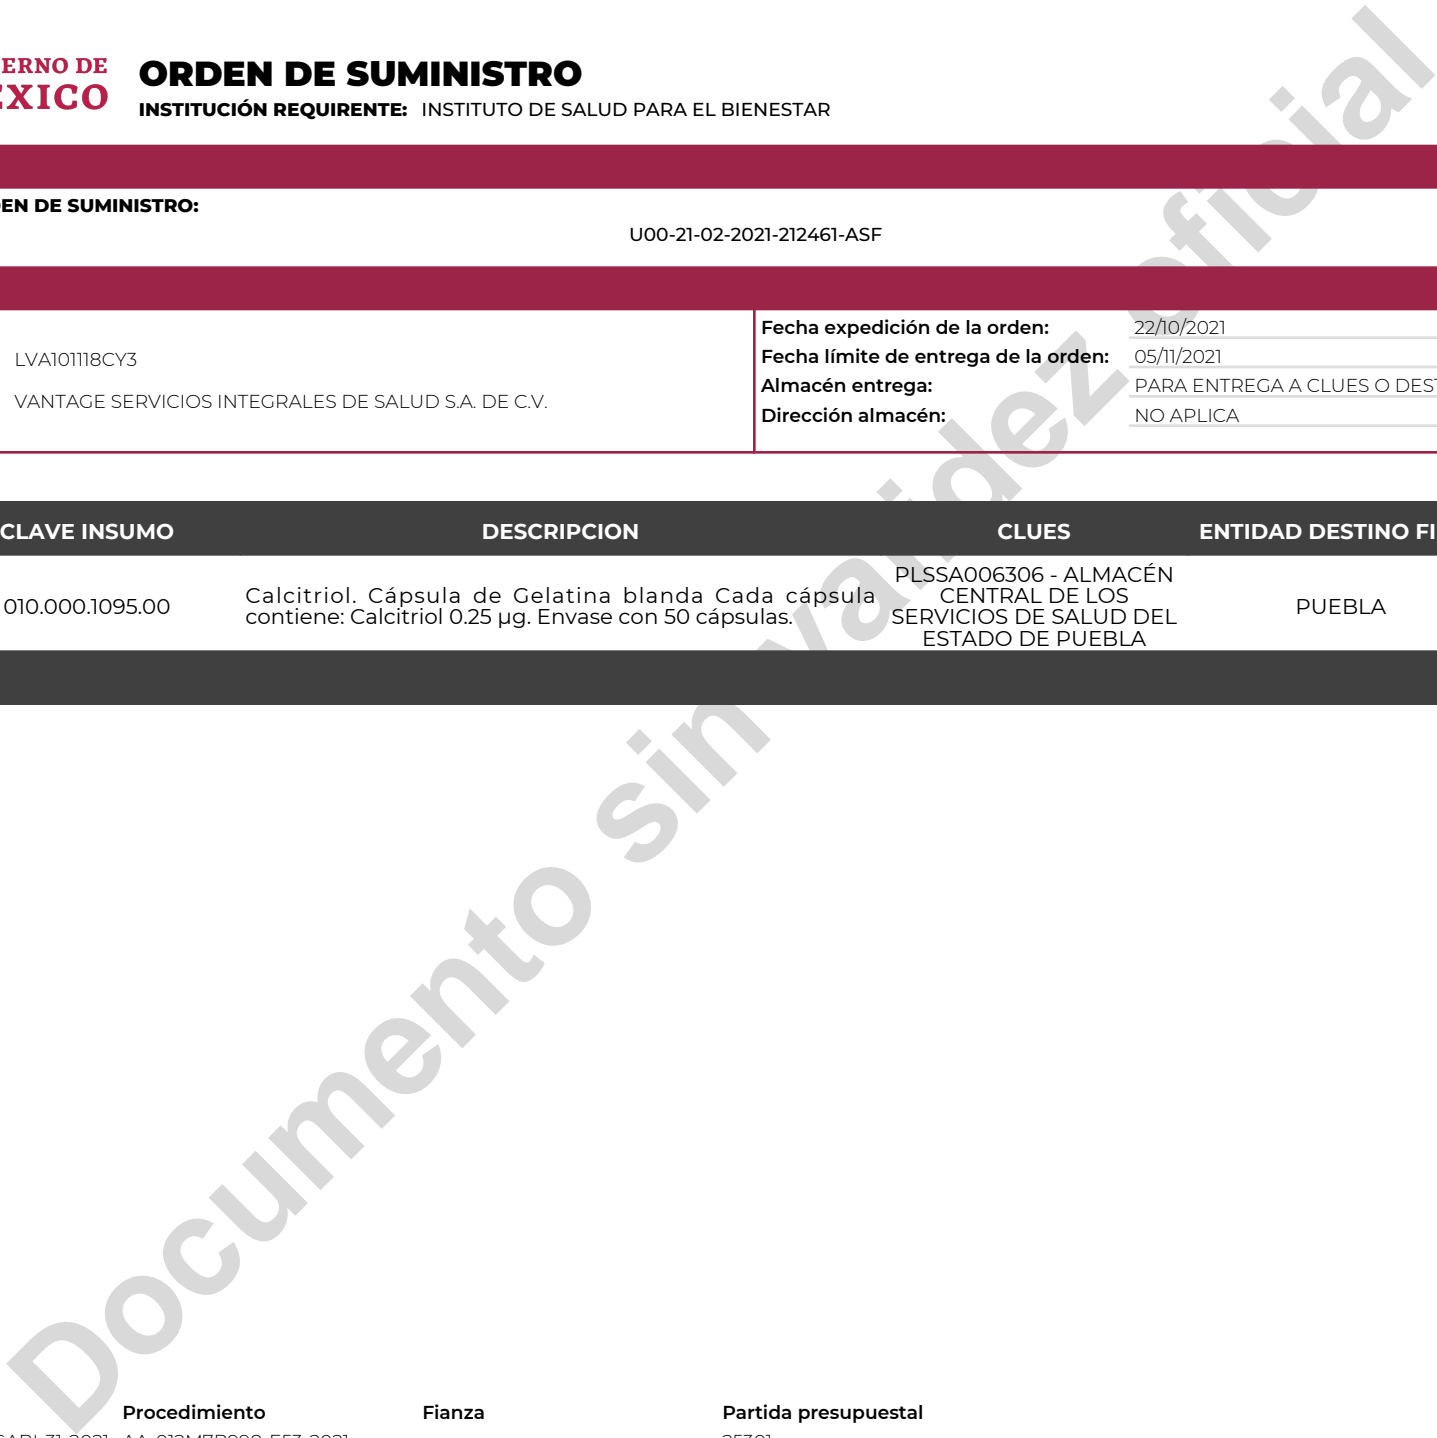 ERNO DE
EXICO
ORDEN DE SUMINISTRO
INSTITUCIÓN REQUIRENTE: INSTITUTO DE SALUD PARA EL BIENESTAR
EN DE SUMINISTRO:
U00-21-02-2021-212461-ASF
LVA101118CY3
VANTAGE SERVICIOS INTEGRALES DE SALUD S.A. DE C.V.
Fecha expedición de la orden: 22/10/2021
Fecha límite de entrega de la orden: 05/11/2021
Almacén entrega: PARA ENTREGA A CLUES O DEST
Dirección almacén: NO APLICA
CLAVE INSUMO DESCRIPCION CLUES ENTIDAD DESTINO FI
010.000.1095.00
Calcitriol. Cápsula de Gelatina blanda Cada cápsula
contiene: Calcitriol 0.25 µg. Envase con 50 cápsulas.
PLSSA006306 - ALMACÉN
CENTRAL DE LOS
SERVICIOS DE SALUD DEL
ESTADO DE PUEBLA
PUEBLA
Documento sin validez oficial
Procedimiento Fianza Partida presupuestal